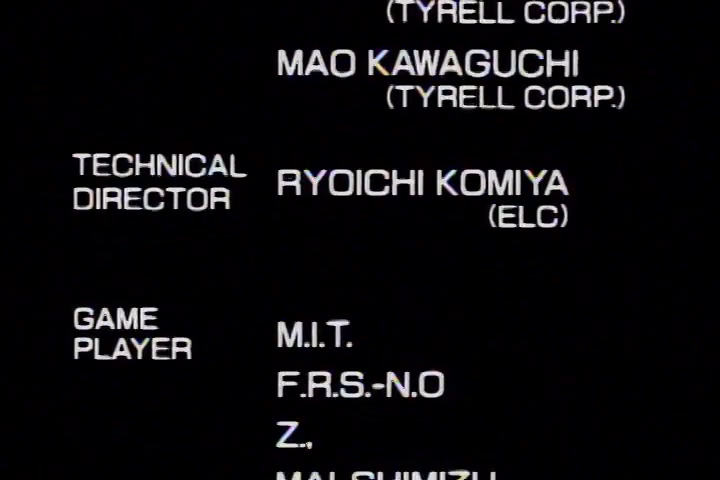 (TYRELL CORP.)
MAO KAWAGUCHI
(TYRELL CORP.)
TECHNICAL
DIRECTOR
RYOICHI KOMIYA
(ELC)
GAME
PLAYER
M.I.T.
F.R.S.-N.O
Z.,